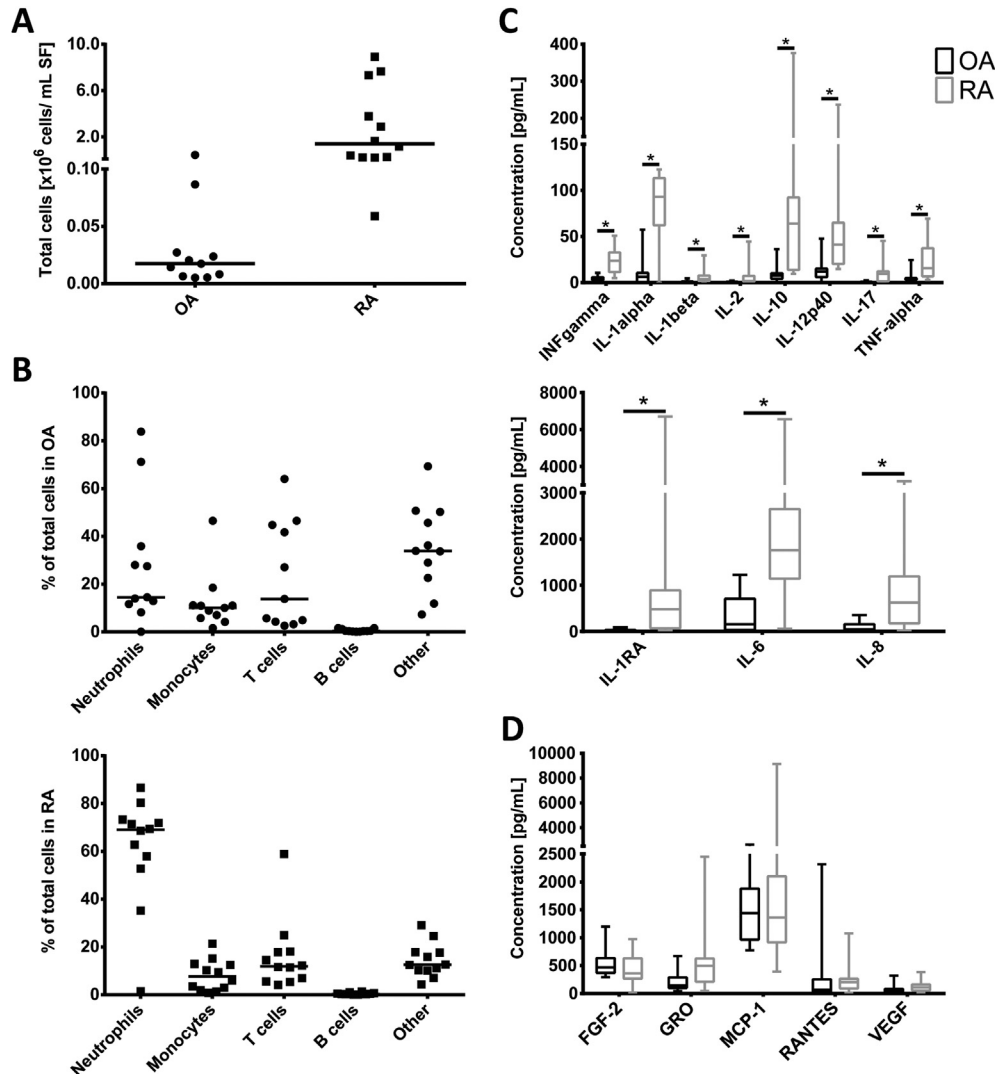 A
Total cells [x10⁶ cells/ mL SF]
10.0
6.0
2.0
0.10
0.05
0.00
OA
RA
B
% of total cells in OA
100
80
60
40
20
0
Neutrophils
Monocytes
T cells
B cells
Other
% of total cells in RA
100
80
60
40
20
0
Neutrophils
Monocytes
T cells
B cells
Other
C
OA
RA
Concentration [pg/mL]
400
300
200
150
100
50
0
* * * * * * * *
INFgamma
IL-1alpha
IL-1beta
IL-2
IL-10
IL-12p40
IL-17
TNF-alpha
Concentration [pg/mL]
8000
6000
4000
3000
2000
1000
0
* * *
IL-1RA
IL-6
IL-8
D
Concentration [pg/mL]
10000
8000
6000
4000
2500
1500
500
0
FGF-2
GRO
MCP-1
RANTES
VEGF